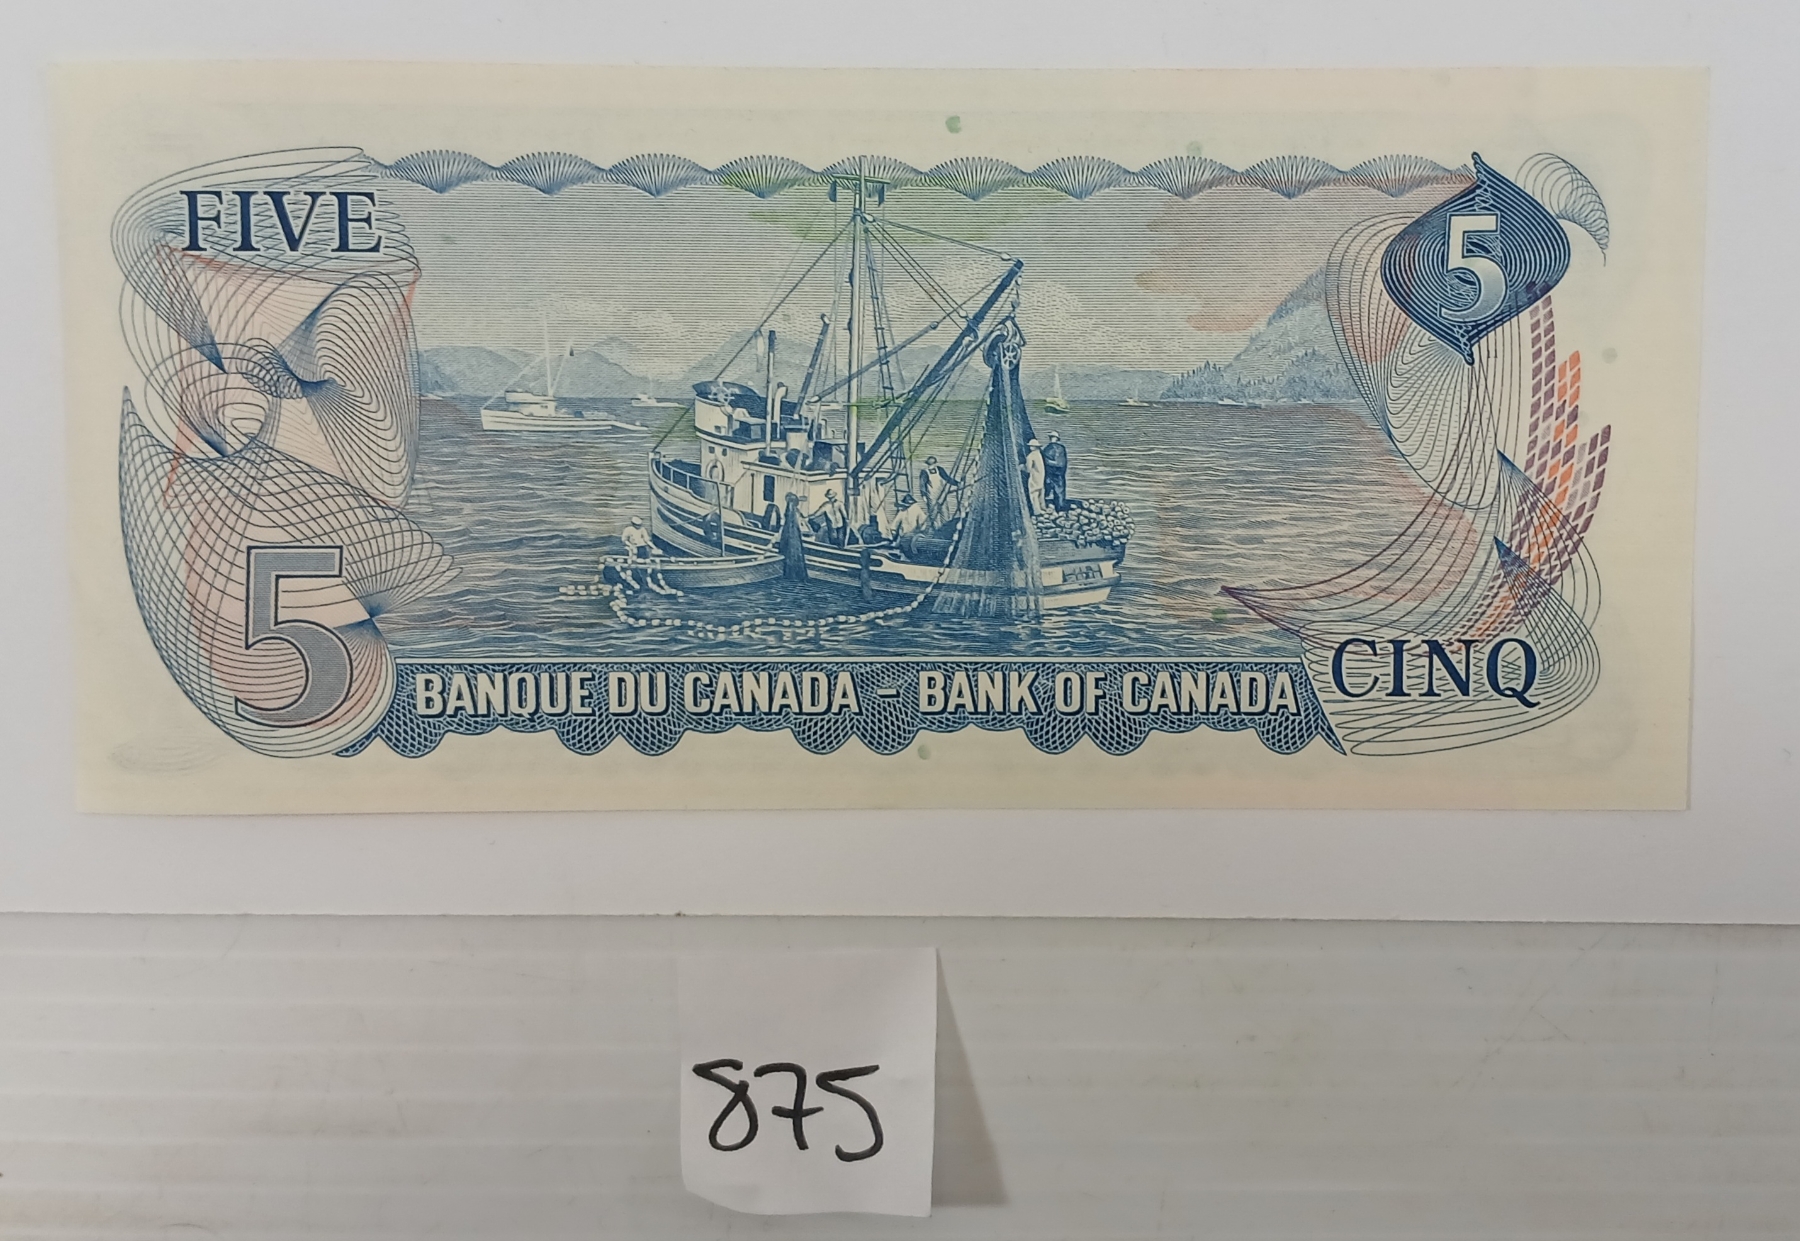 FIVE
5
5
CINQ
BANQUE DU CANADA - BANK OF CANADA
875